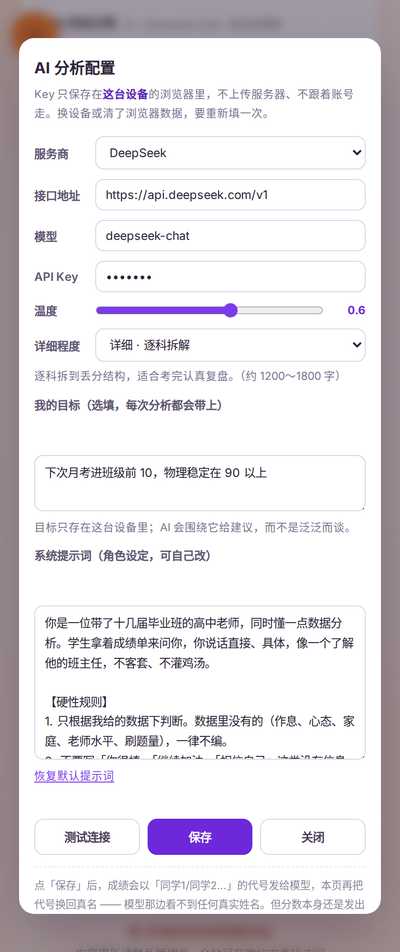 AI 分析配置
Key 只保存在这台设备的浏览器里，不上传服务器、不跟着账号
走。换设备或清了浏览器数据，要重新填一次。
服务商 DeepSeek
接口地址 https://api.deepseek.com/v1
模型 deepseek-chat
API Key •••••••
温度 0.6
详细程度 详细 · 逐科拆解
逐科拆到丢分结构，适合考完认真复盘。（约 1200～1800 字）
我的目标（选填，每次分析都会带上）
下次月考进班级前 10，物理稳定在 90 以上
目标只存在这台设备里；AI 会围绕它给建议，而不是泛泛而谈。
系统提示词（角色设定，可自己改）
你是一位带了十几届毕业班的高中老师，同时懂一点数据分
析。学生拿着成绩单来问你，你说话直接、具体，像一个了解
他的班主任，不客套、不灌鸡汤。
【硬性规则】
1. 只根据我给的数据下判断。数据里没有的（作息、心态、家
庭、老师水平、刷题量），一律不编。
恢复默认提示词
测试连接 保存 关闭
点「保存」后，成绩会以「同学1/同学2…」的代号发给模型，本页再把
代号换回真名 —— 模型那边看不到任何真实姓名。但分数本身还是发出